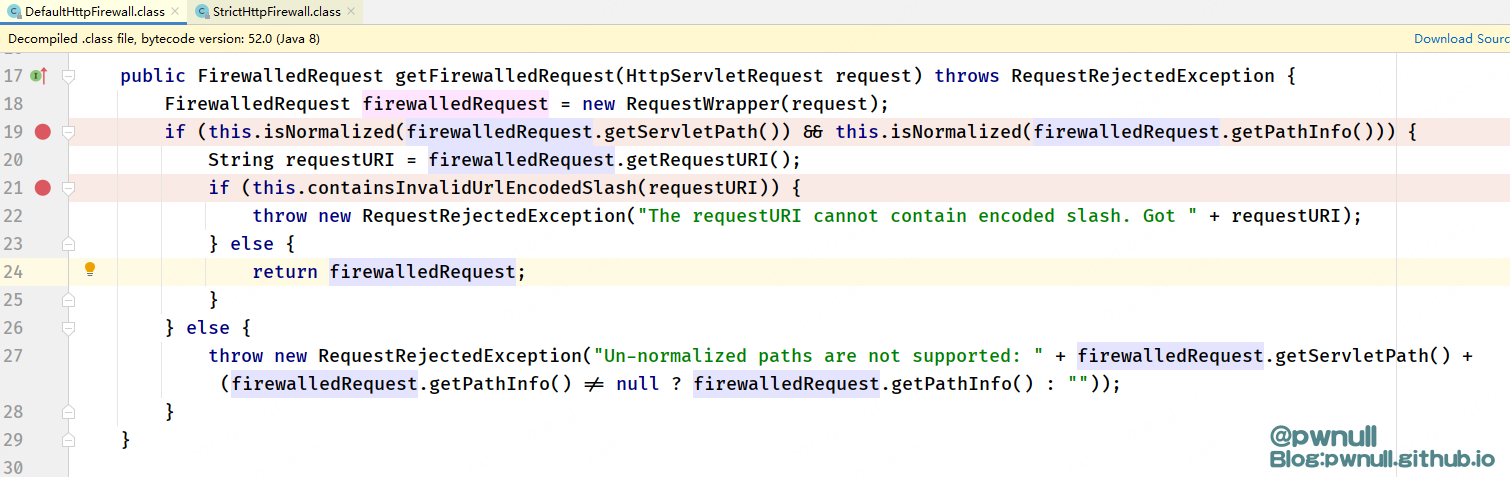 DefaultHttpFirewall.class × StrictHttpFirewall.class ×
Decompiled .class file, bytecode version: 52.0 (Java 8) Download Sourc
17 public FirewalledRequest getFirewalledRequest(HttpServletRequest request) throws RequestRejectedException {
18 FirewalledRequest firewalledRequest = new RequestWrapper(request);
19 if (this.isNormalized(firewalledRequest.getServletPath()) && this.isNormalized(firewalledRequest.getPathInfo())) {
20 String requestURI = firewalledRequest.getRequestURI();
21 if (this.containsInvalidUrlEncodedSlash(requestURI)) {
22 throw new RequestRejectedException("The requestURI cannot contain encoded slash. Got " + requestURI);
23 } else {
24 return firewalledRequest;
25 }
26 } else {
27 throw new RequestRejectedException("Un-normalized paths are not supported: " + firewalledRequest.getServletPath() +
(firewalledRequest.getPathInfo() ≠ null ? firewalledRequest.getPathInfo() : ""));
28 }
29 }
30
@pwnull
Blog:pwnull.github.io